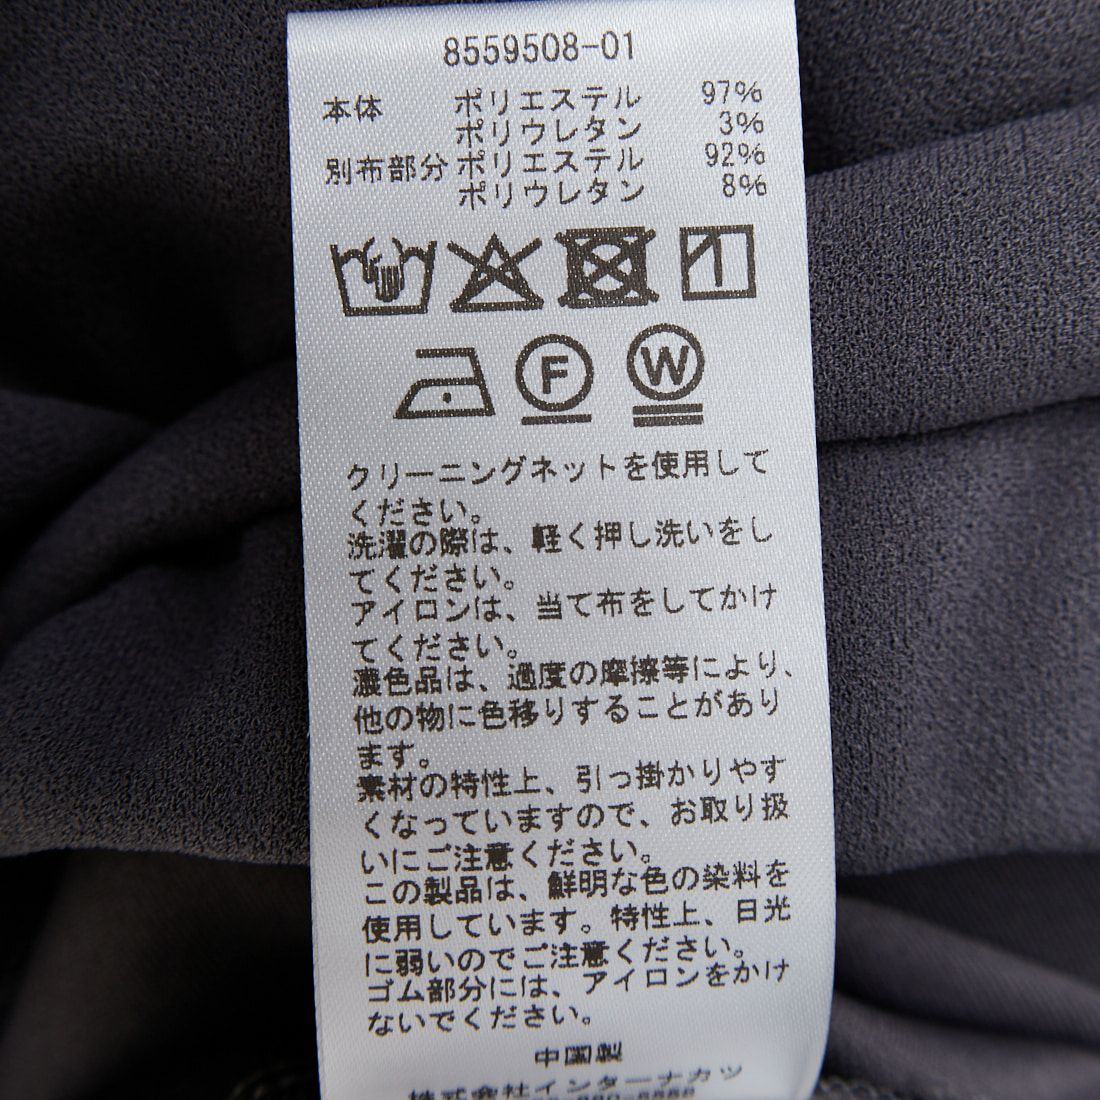 8559508-01
本体 ポリエステル 97%
ポリウレタン 3%
別布部分 ポリエステル 92%
ポリウレタン 8%
F W
クリーニングネットを使用して
ください。
洗濯の際は、軽く押し洗いをし
てください。
アイロンは、当て布をしてかけ
てください。
濃色品は、過度の摩擦等により、
他の物に色移りすることがあり
ます。
素材の特性上、引っ掛かりやす
くなっていますので、お取り扱
いにご注意ください。
この製品は、鮮明な色の染料を
使用しています。特性上、日光
に弱いのでご注意ください。
ゴム部分には、アイロンをかけ
ないでください。
中国製
株式会社インターナカツ